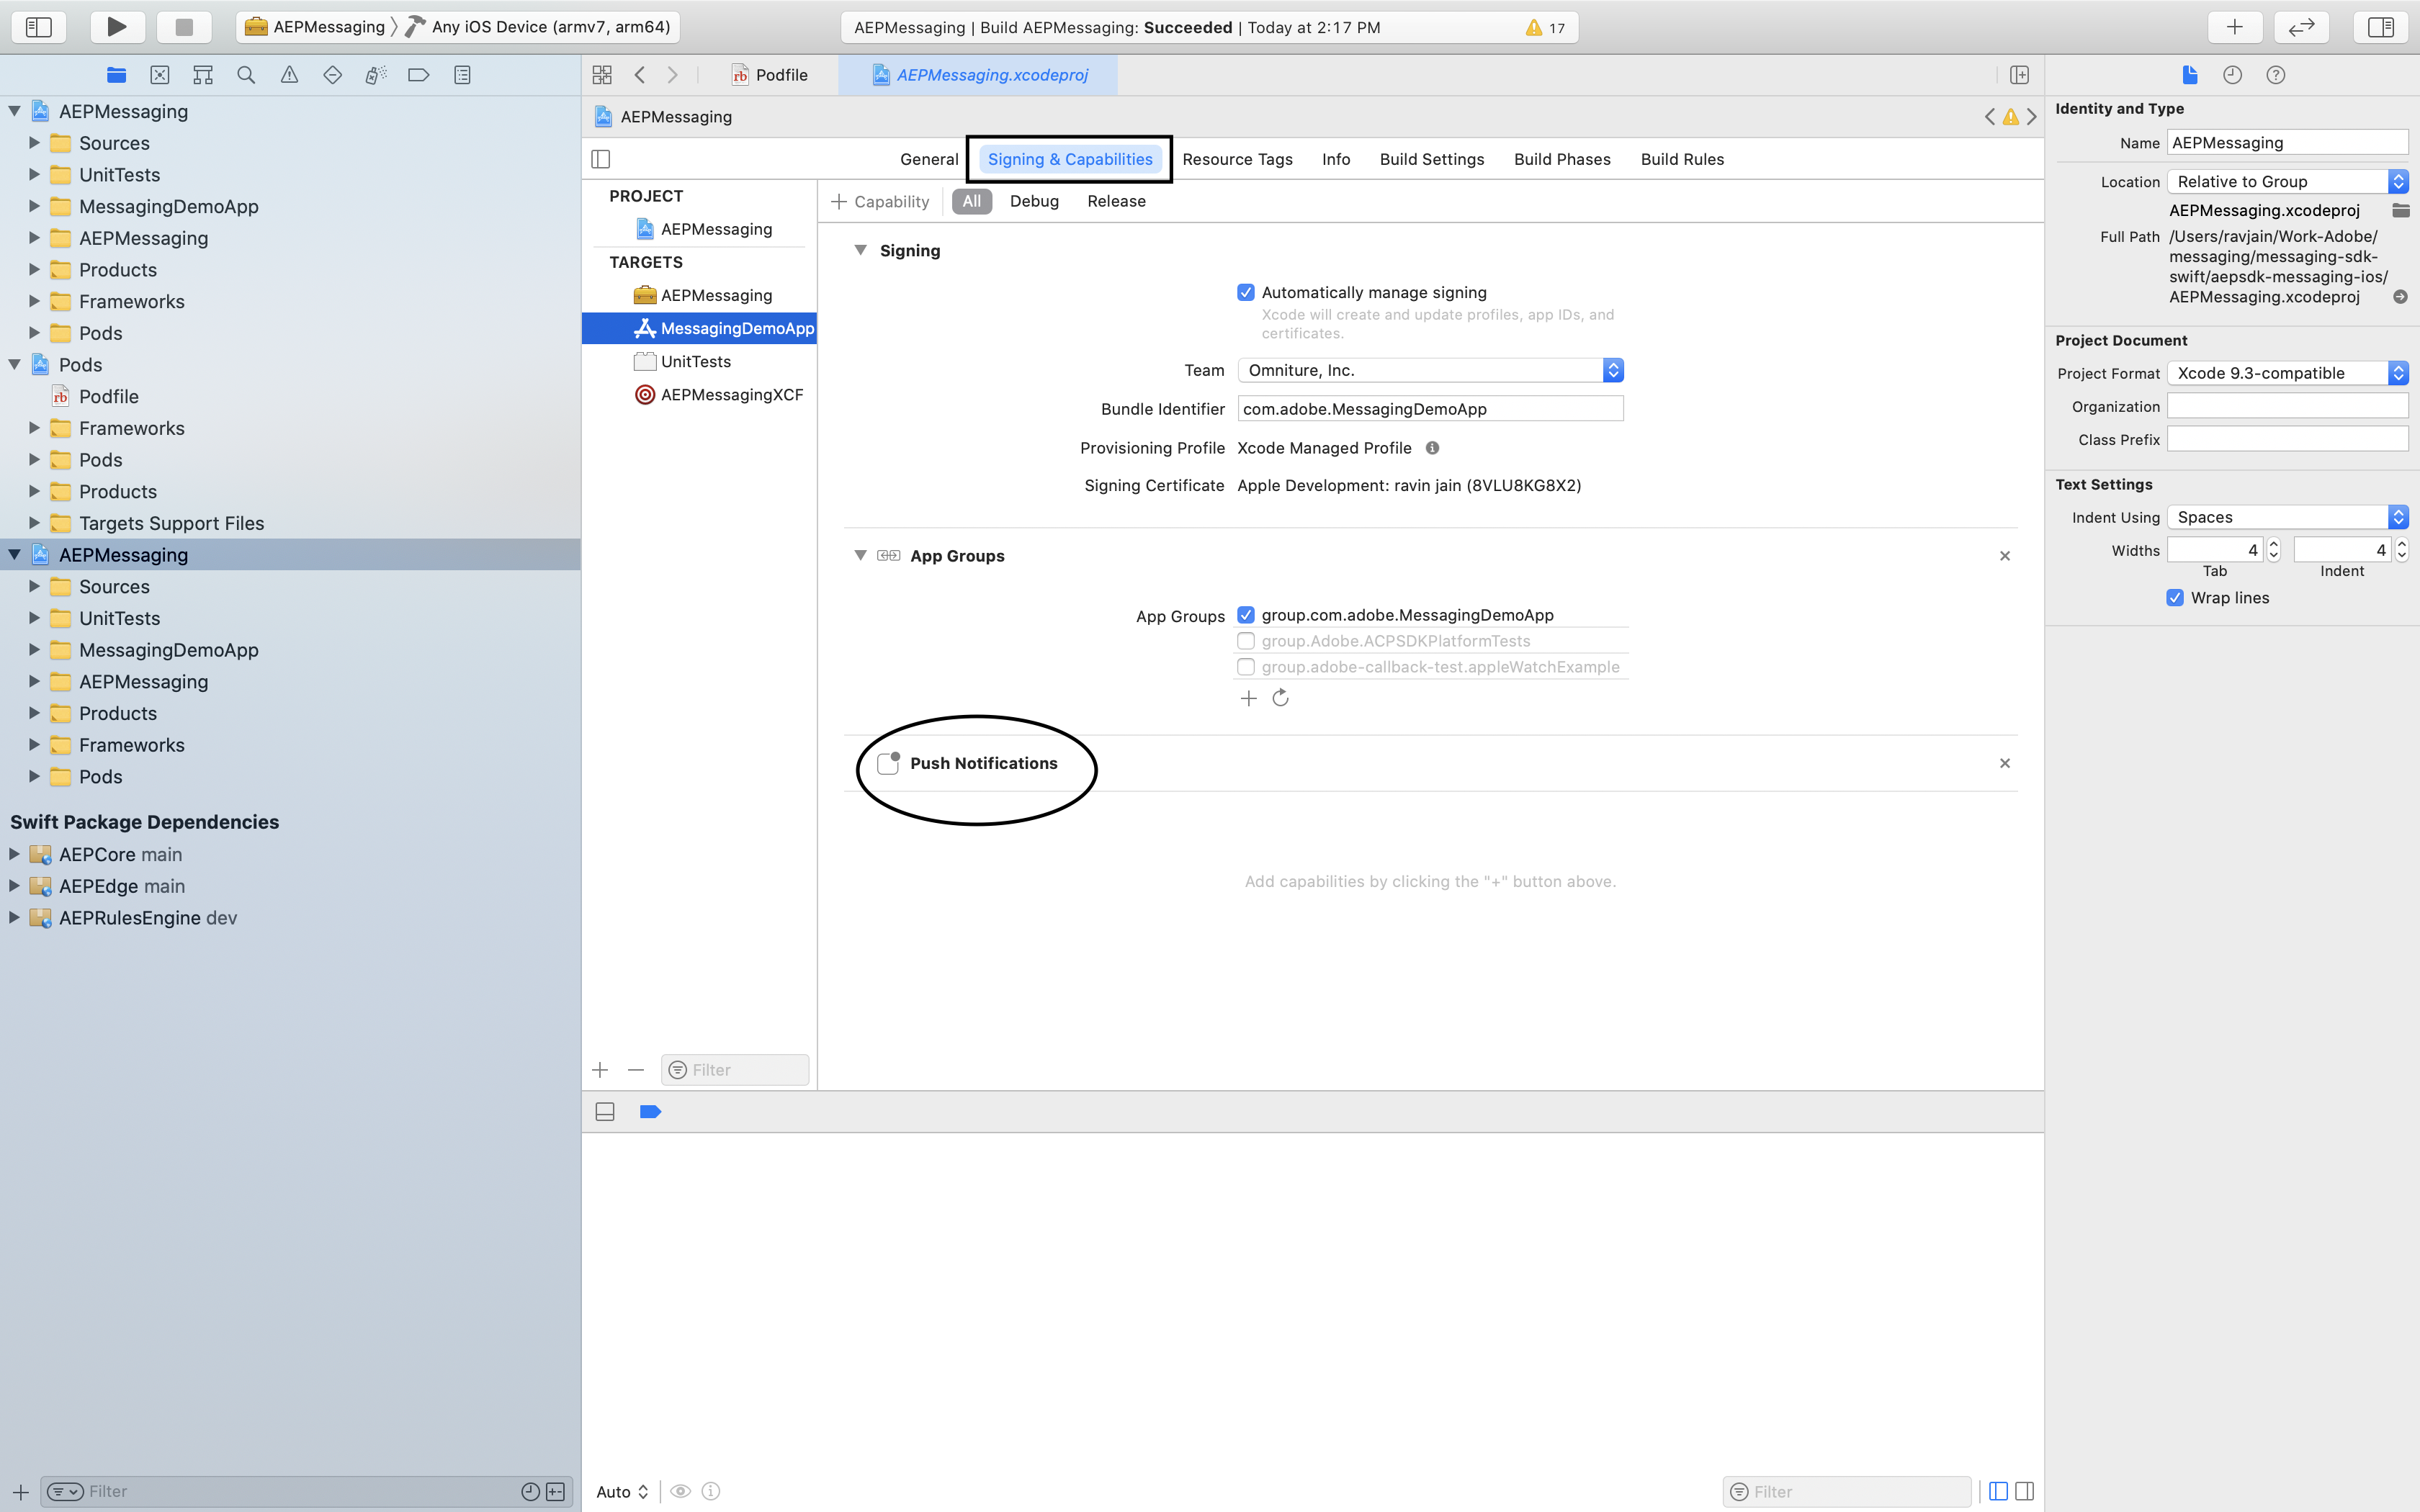 AEPMessaging 〉 Any iOS Device (armv7, arm64)
AEPMessaging | Build AEPMessaging: Succeeded | Today at 2:17 PM
17
AEPMessaging
Sources
UnitTests
MessagingDemoApp
AEPMessaging
Products
Frameworks
Pods
Pods
Podfile
Frameworks
Pods
Products
Targets Support Files
AEPMessaging
Sources
UnitTests
MessagingDemoApp
AEPMessaging
Products
Frameworks
Pods
Swift Package Dependencies
AEPCore main
AEPEdge main
AEPRulesEngine dev
Filter
Podfile
AEPMessaging.xcodeproj
AEPMessaging
General Signing & Capabilities Resource Tags Info Build Settings Build Phases Build Rules
PROJECT
AEPMessaging
TARGETS
AEPMessaging
MessagingDemoApp
UnitTests
AEPMessagingXCF
Filter
+ Capability All Debug Release
Signing
Automatically manage signing
Xcode will create and update profiles, app IDs, and
certificates.
Team Omniture, Inc.
Bundle Identifier com.adobe.MessagingDemoApp
Provisioning Profile Xcode Managed Profile
Signing Certificate Apple Development: ravin jain (8VLU8KG8X2)
App Groups
App Groups group.com.adobe.MessagingDemoApp
group.Adobe.ACPSDKPlatformTests
group.adobe-callback-test.appleWatchExample
Push Notifications
Add capabilities by clicking the "+" button above.
Auto
Filter
Identity and Type
Name AEPMessaging
Location Relative to Group
AEPMessaging.xcodeproj
Full Path /Users/ravjain/Work-Adobe/
messaging/messaging-sdk-
swift/aepsdk-messaging-ios/
AEPMessaging.xcodeproj
Project Document
Project Format Xcode 9.3-compatible
Organization
Class Prefix
Text Settings
Indent Using Spaces
Widths 4 4
Tab Indent
Wrap lines